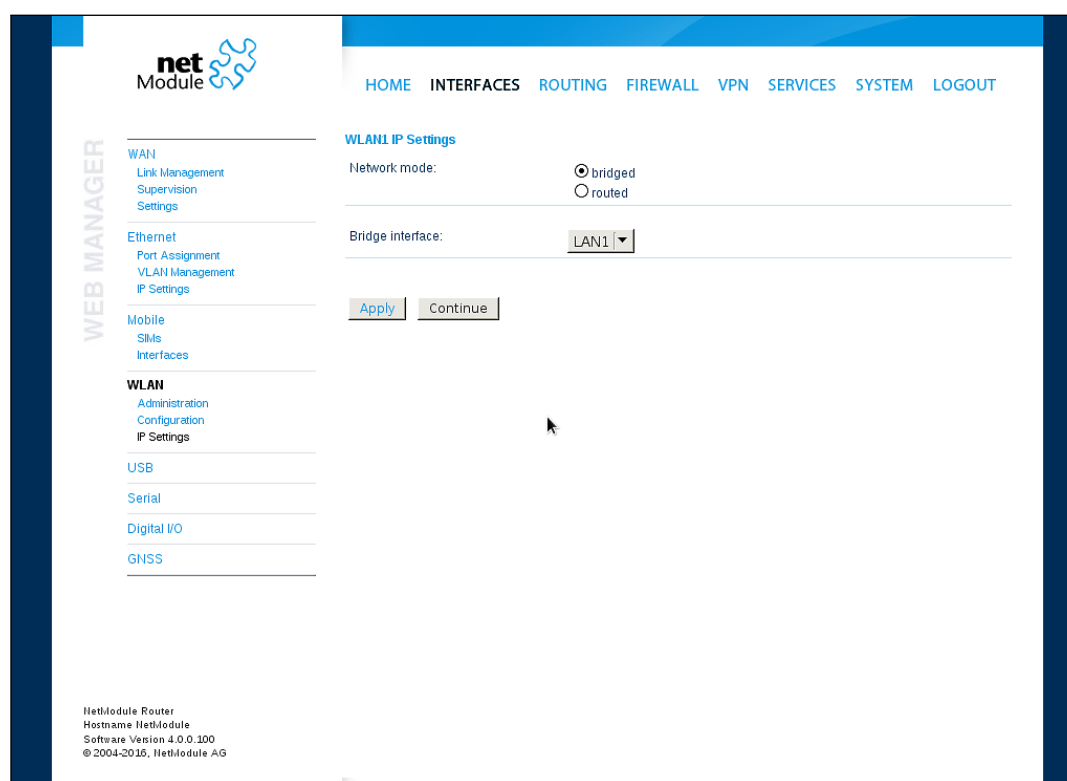 net
Module
HOME INTERFACES ROUTING FIREWALL VPN SERVICES SYSTEM LOGOUT
WEB MANAGER
WAN
Link Management
Supervision
Settings
Ethernet
Port Assignment
VLAN Management
IP Settings
Mobile
SIMs
Interfaces
WLAN
Administration
Configuration
IP Settings
USB
Serial
Digital I/O
GNSS
WLAN1 IP Settings
Network mode:
bridged
routed
Bridge interface:
LAN1
Apply Continue
NetModule Router
Hostname NetModule
Software Version 4.0.0.100
© 2004-2016, NetModule AG